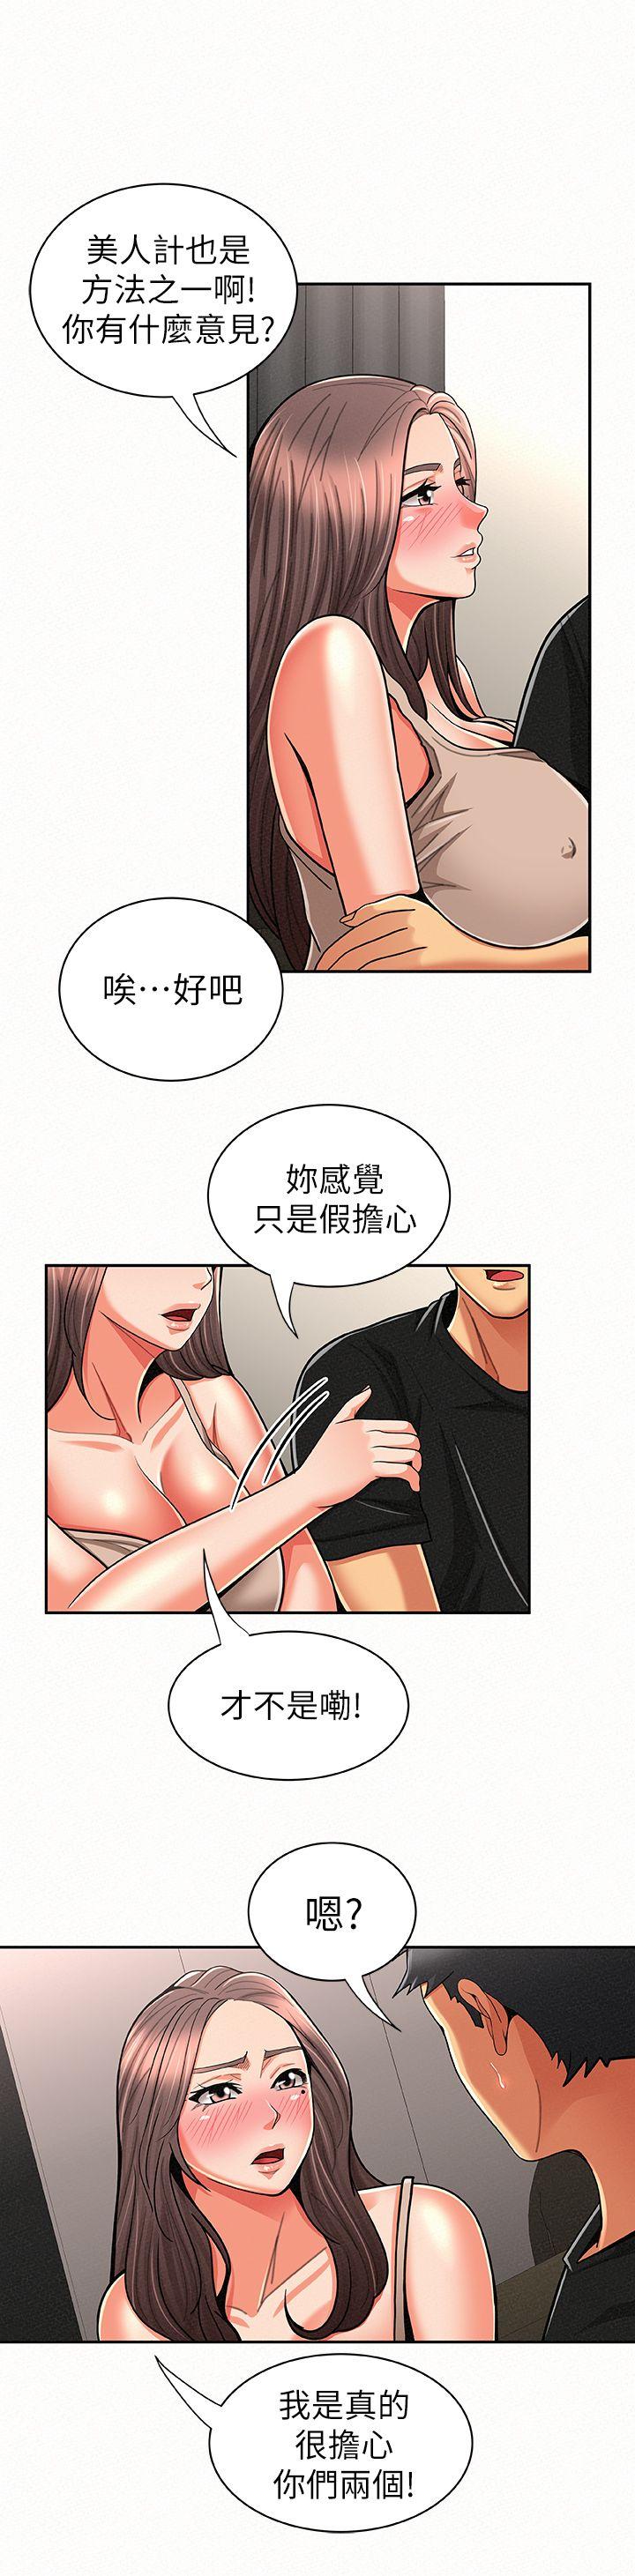 美人計也是
方法之一啊!
你有什麼意見?
唉…好吧
妳感覺
只是假擔心
才不是嘞!
嗯?
我是真的
很擔心
你們兩個!